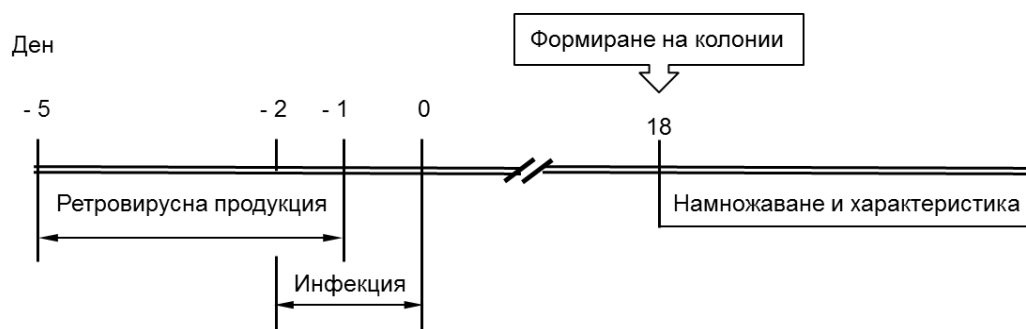 Формиране на колонии
Ден
- 5
- 2
- 1
0
18
Ретровирусна продукция
Намножаване и характеристика
Инфекция